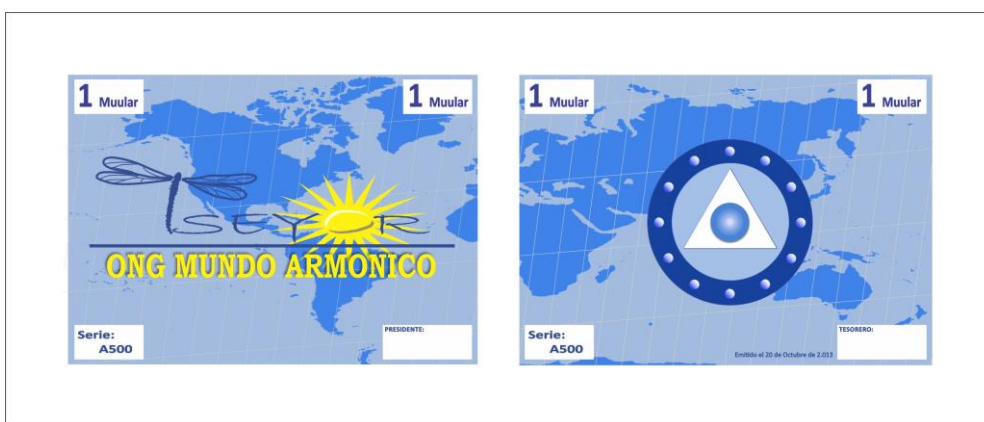 1 Muular
1 Muular
TSEYOR
ONG MUNDO ARMONICO
Serie:
A500
PRESIDENTE:
1 Muular
1 Muular
Serie:
A500
TESORERO:
Emitido el 20 de Octubre de 2.013